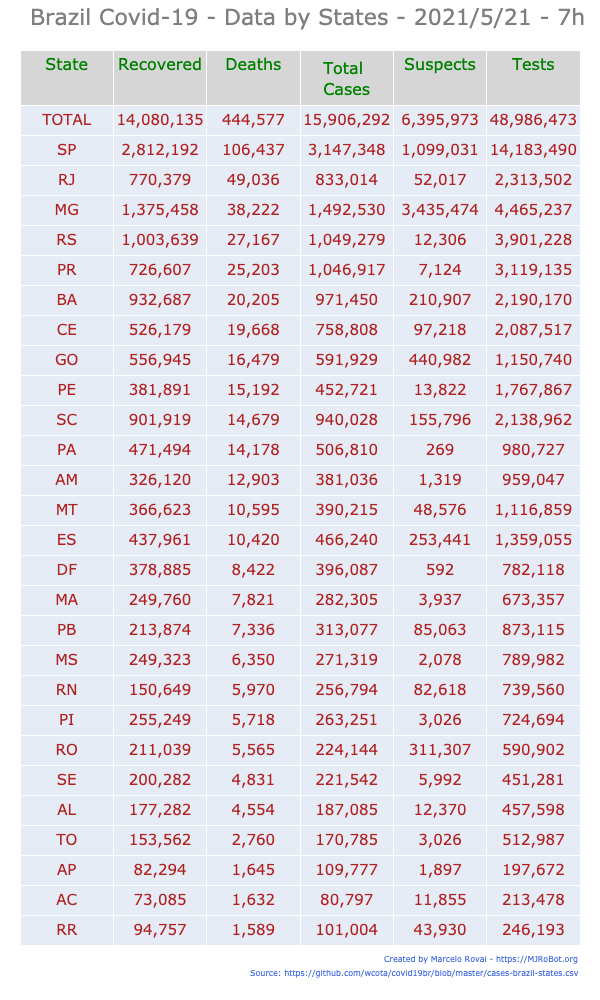 Brazil Covid-19 - Data by States - 2021/5/21 - 7h
State Recovered Deaths Total Cases Suspects Tests
TOTAL 14,080,135 444,577 15,906,292 6,395,973 48,986,473
SP 2,812,192 106,437 3,147,348 1,099,031 14,183,490
RJ 770,379 49,036 833,014 52,017 2,313,502
MG 1,375,458 38,222 1,492,530 3,435,474 4,465,237
RS 1,003,639 27,167 1,049,279 12,306 3,901,228
PR 726,607 25,203 1,046,917 7,124 3,119,135
BA 932,687 20,205 971,450 210,907 2,190,170
CE 526,179 19,668 758,808 97,218 2,087,517
GO 556,945 16,479 591,929 440,982 1,150,740
PE 381,891 15,192 452,721 13,822 1,767,867
SC 901,919 14,679 940,028 155,796 2,138,962
PA 471,494 14,178 506,810 269 980,727
AM 326,120 12,903 381,036 1,319 959,047
MT 366,623 10,595 390,215 48,576 1,116,859
ES 437,961 10,420 466,240 253,441 1,359,055
DF 378,885 8,422 396,087 592 782,118
MA 249,760 7,821 282,305 3,937 673,357
PB 213,874 7,336 313,077 85,063 873,115
MS 249,323 6,350 271,319 2,078 789,982
RN 150,649 5,970 256,794 82,618 739,560
PI 255,249 5,718 263,251 3,026 724,694
RO 211,039 5,565 224,144 311,307 590,902
SE 200,282 4,831 221,542 5,992 451,281
AL 177,282 4,554 187,085 12,370 457,598
TO 153,562 2,760 170,785 3,026 512,987
AP 82,294 1,645 109,777 1,897 197,672
AC 73,085 1,632 80,797 11,855 213,478
RR 94,757 1,589 101,004 43,930 246,193
Created by Marcelo Rovai - https://MJRoBot.org
Source: https://github.com/wcota/covid19br/blob/master/cases-brazil-states.csv